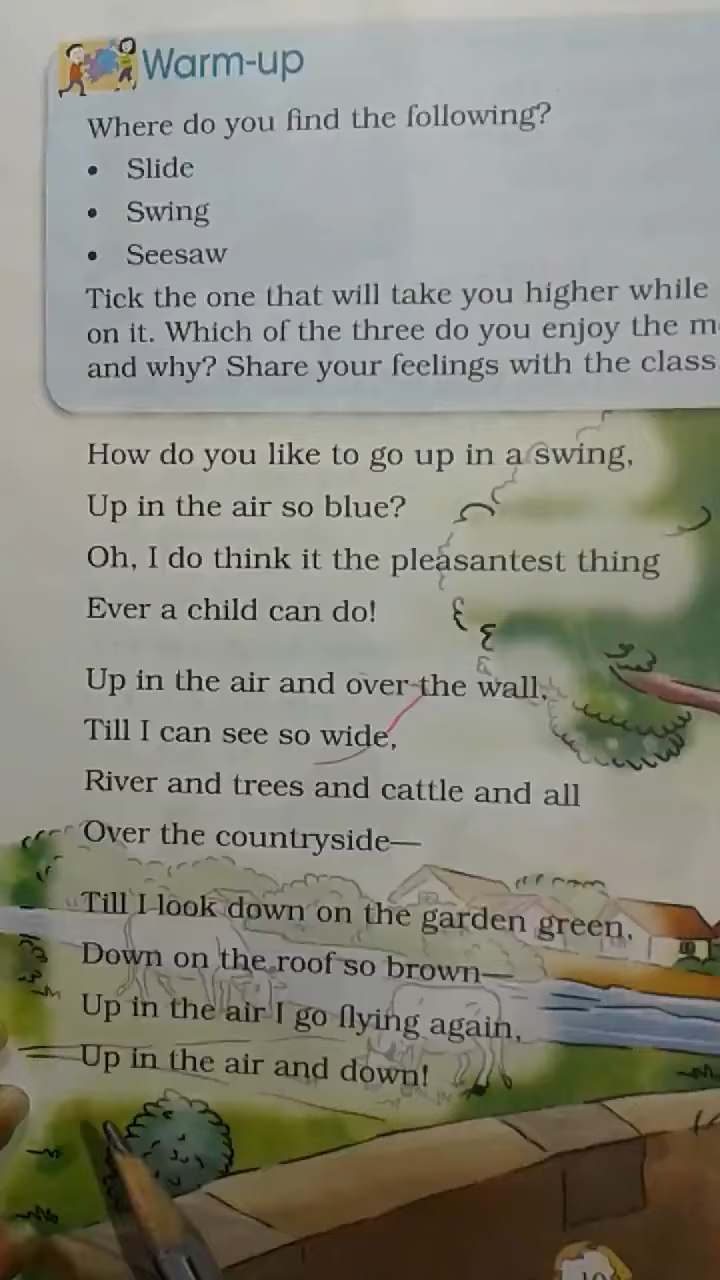 Warm-up
Where do you find the following?
• Slide
• Swing
• Seesaw
Tick the one that will take you higher while
on it. Which of the three do you enjoy the
and why? Share your feelings with the class
How do you like to go up in a swing,
Up in the air so blue?
Oh, I do think it the pleasantest thing
Ever a child can do!
Up in the air and over the wall,
Till I can see so wide,
River and trees and cattle and all
Over the countryside—
Till I look down on the garden green,
Down on the roof so brown—
Up in the air I go flying again,
Up in the air and down!